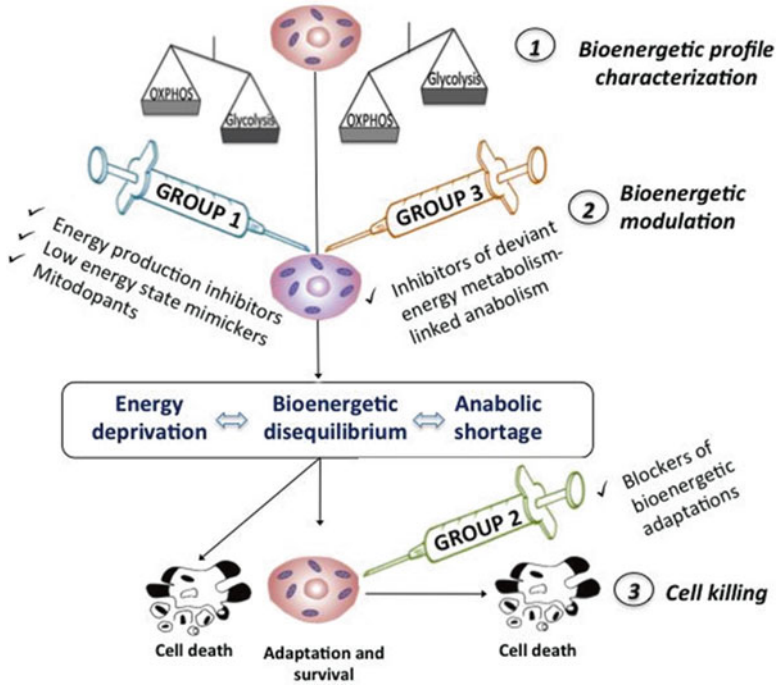 1
Bioenergetic profile
characterization
OXPHOS
Glycolysis
Glycolysis
OXPHOS
GROUP 1
GROUP 3
2
Bioenergetic
modulation
✓ Energy production inhibitors
✓ Low energy state mimickers
✓ Mitodopants
✓ Inhibitors of deviant
energy metabolism-
linked anabolism
Energy
deprivation
Bioenergetic
disequilibrium
Anabolic
shortage
GROUP 2
✓ Blockers of
bioenergetic
adaptations
3
Cell killing
Cell death
Adaptation and
survival
Cell death